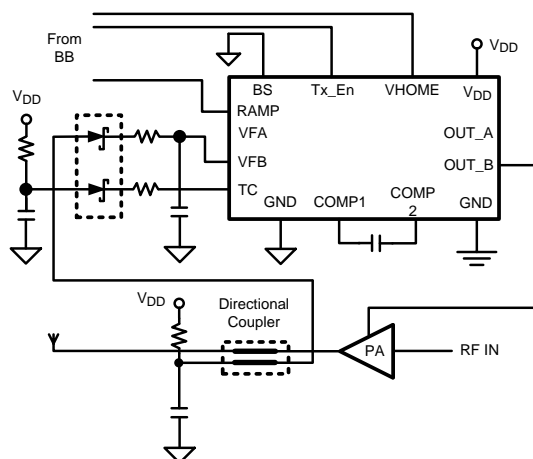 From
BB
VDD
BS
Tx_En
VHOME
VDD
VDD
RAMP
VFA
VFB
TC
OUT_A
OUT_B
GND
COMP1
COMP
2
GND
VDD
Directional
Coupler
PA
RF IN